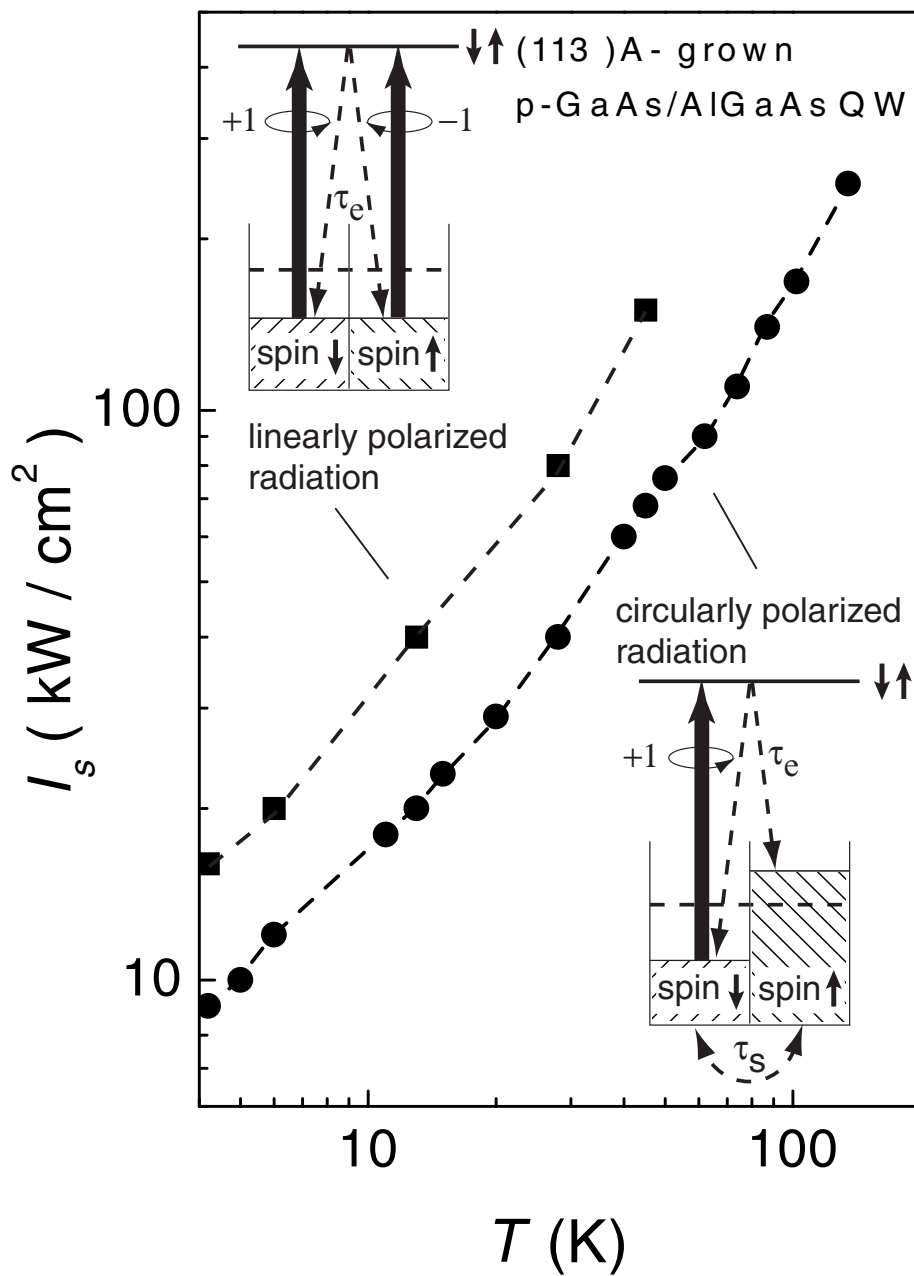 ↓↑ (113 )A- grown
p-GaAs/AlGaAs QW
+1
−1
τe
spin ↓ spin ↑
linearly polarized
radiation
100
10
Is ( kW / cm2 )
circularly polarized
radiation
↓↑
+1
τe
spin ↓ spin ↑
τs
10
100
T (K)